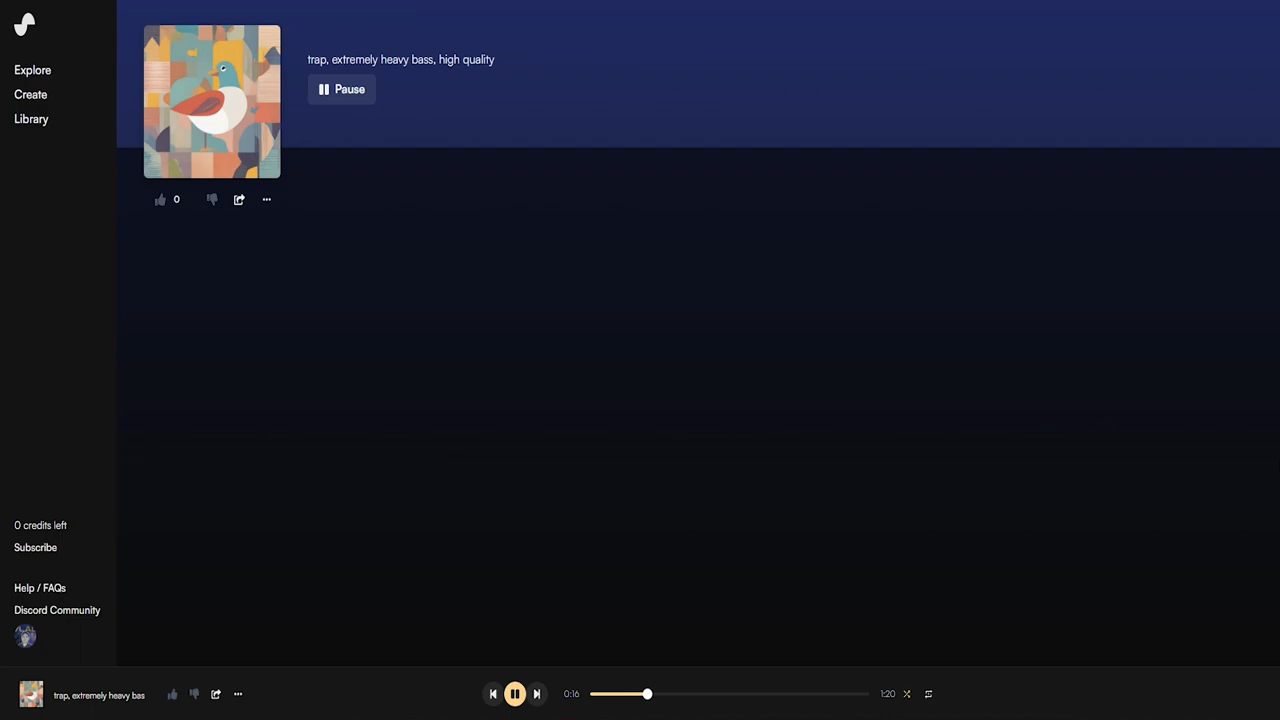 Explore
Create
Library
trap, extremely heavy bass, high quality
Pause
0
0 credits left
Subscribe
Help / FAQs
Discord Community
trap, extremely heavy bas
0:16
1:20